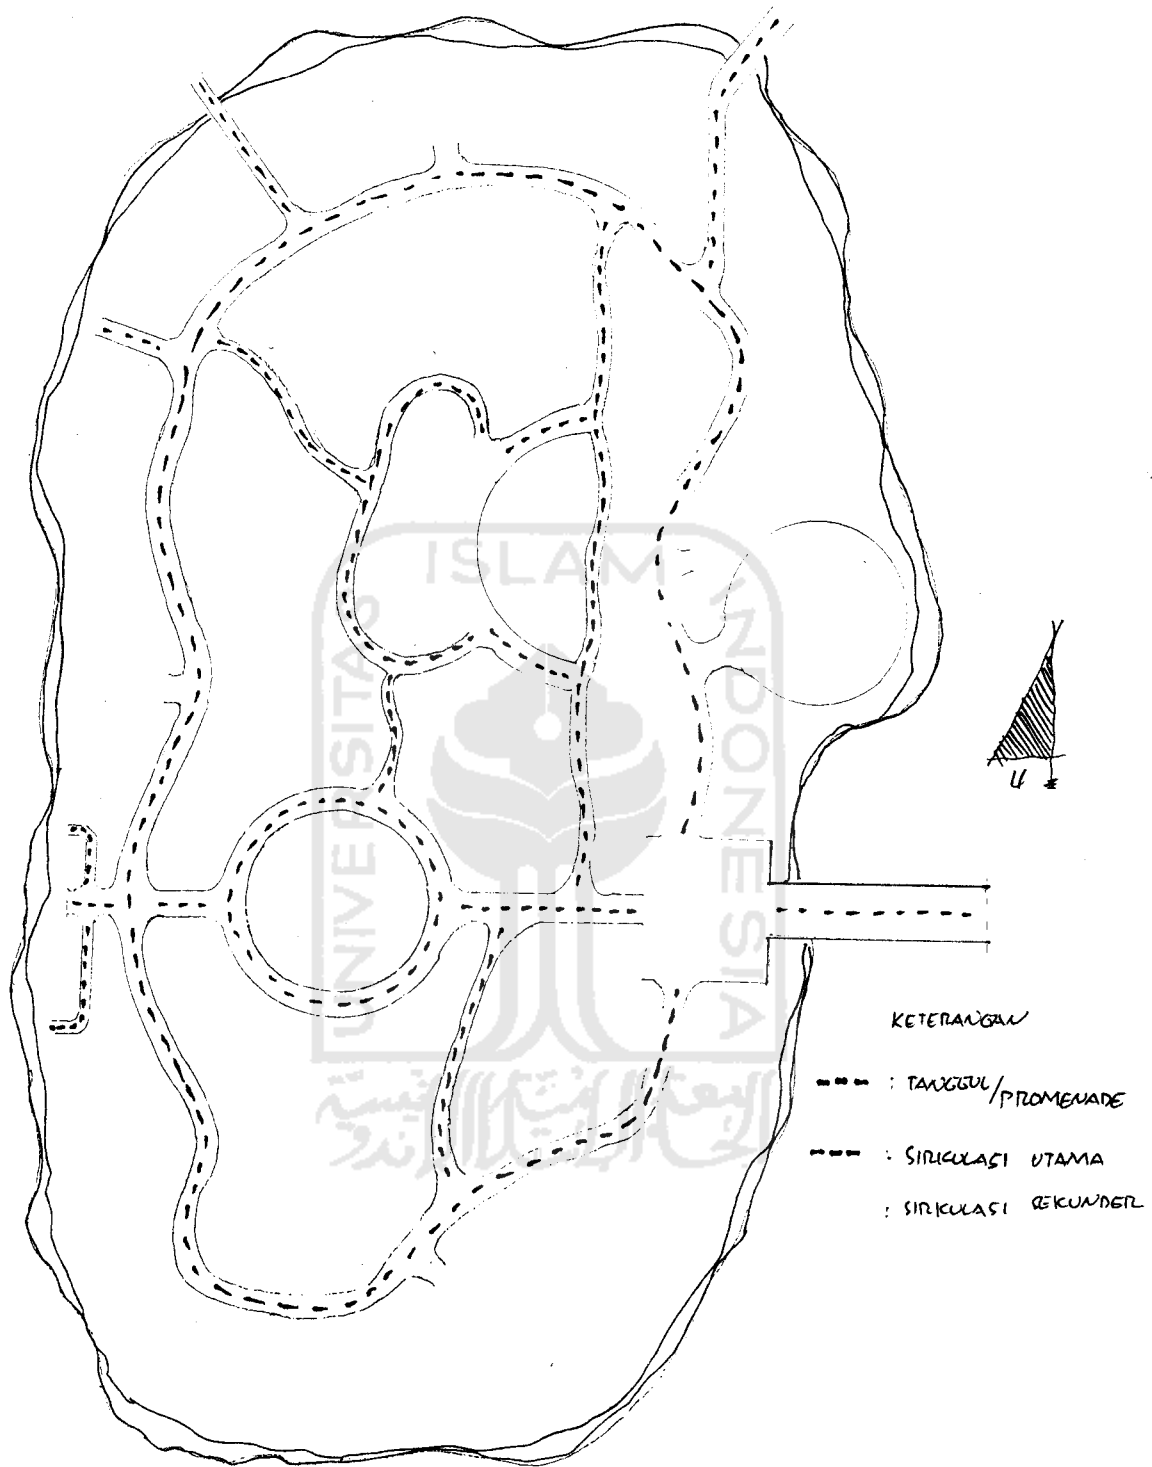 ISLAM
UNIVERSITAS
INDONESIA
U
KETERANGAN
: TANGGUL/PROMENADE
: SIRKULASI UTAMA
: SIRKULASI SEKUNDER